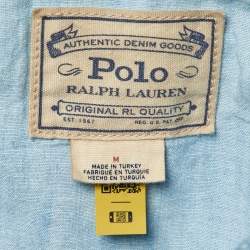 AUTHENTIC DENIM GOODS
Polo
RALPH LAUREN
ORIGINAL RL QUALITY
EST. 1967 REG. U.S. PAT. OFF.
M
MADE IN TURKEY
FABRIQUÉ EN TURQUIE
HECHO EN TURQUÍA